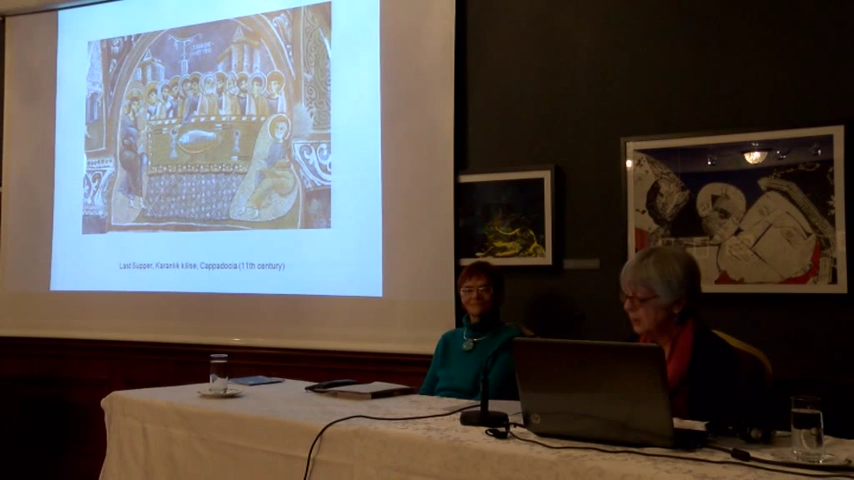 Last Supper, Karanlık kilise, Cappadocia (11th century)